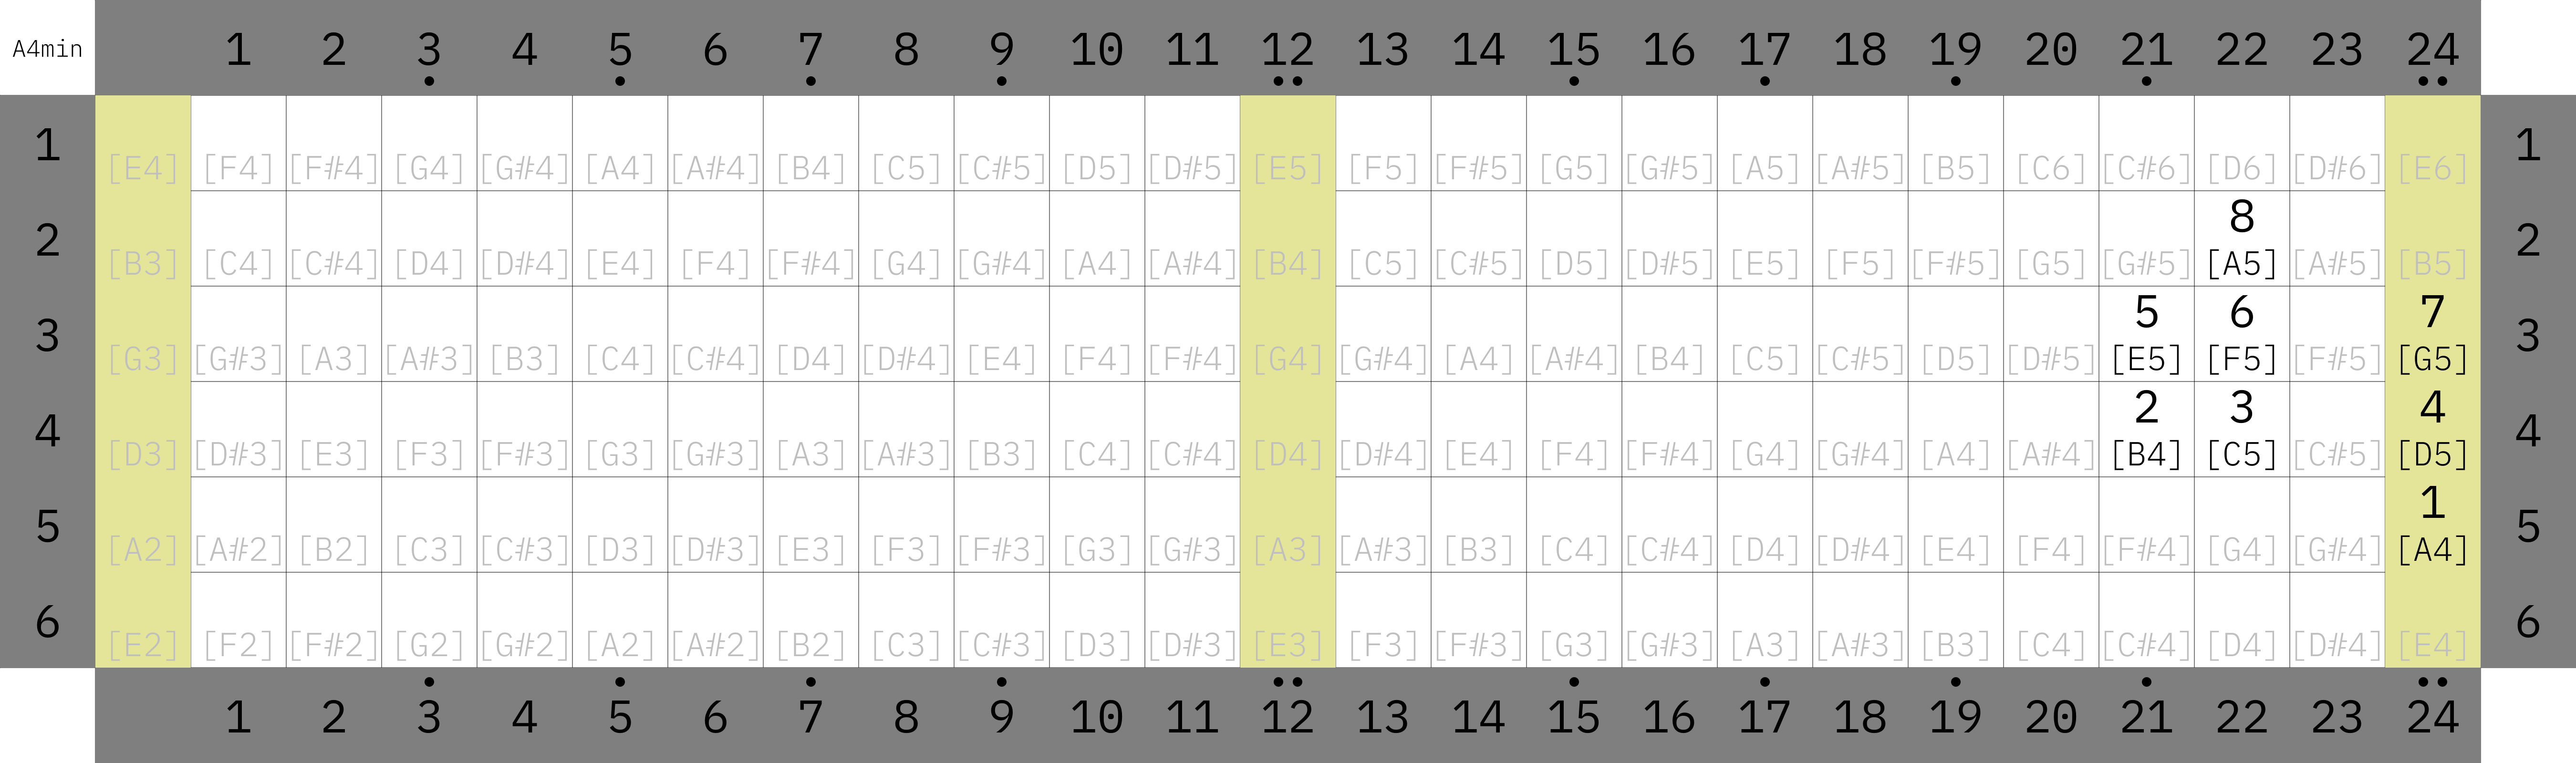 A4min 1 2 3 4 5 6 7 8 9 10 11 12 13 14 15 16 17 18 19 20 21 22 23 24
1 [E4] [F4] [F#4] [G4] [G#4] [A4] [A#4] [B4] [C5] [C#5] [D5] [D#5] [E5] [F5] [F#5] [G5] [G#5] [A5] [A#5] [B5] [C6] [C#6] [D6] [D#6] [E6] 1
8
2 [B3] [C4] [C#4] [D4] [D#4] [E4] [F4] [F#4] [G4] [G#4] [A4] [A#4] [B4] [C5] [C#5] [D5] [D#5] [E5] [F5] [F#5] [G5] [G#5] [A5] [A#5] [B5] 2
5 6 7
3 [G3] [G#3] [A3] [A#3] [B3] [C4] [C#4] [D4] [D#4] [E4] [F4] [F#4] [G4] [G#4] [A4] [A#4] [B4] [C5] [C#5] [D5] [D#5] [E5] [F5] [F#5] [G5] 3
2 3 4
4 [D3] [D#3] [E3] [F3] [F#3] [G3] [G#3] [A3] [A#3] [B3] [C4] [C#4] [D4] [D#4] [E4] [F4] [F#4] [G4] [G#4] [A4] [A#4] [B4] [C5] [C#5] [D5] 4
1
5 [A2] [A#2] [B2] [C3] [C#3] [D3] [D#3] [E3] [F3] [F#3] [G3] [G#3] [A3] [A#3] [B3] [C4] [C#4] [D4] [D#4] [E4] [F4] [F#4] [G4] [G#4] [A4] 5
6 [E2] [F2] [F#2] [G2] [G#2] [A2] [A#2] [B2] [C3] [C#3] [D3] [D#3] [E3] [F3] [F#3] [G3] [G#3] [A3] [A#3] [B3] [C4] [C#4] [D4] [D#4] [E4] 6
1 2 3 4 5 6 7 8 9 10 11 12 13 14 15 16 17 18 19 20 21 22 23 24